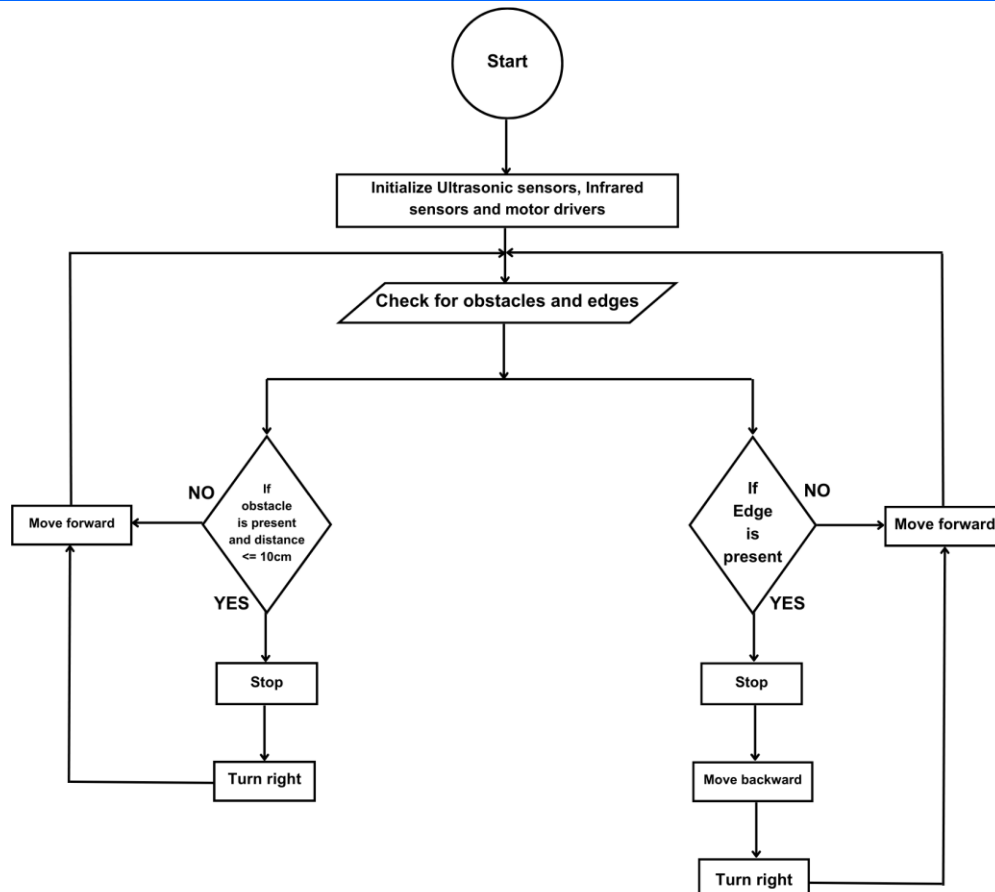 Start
Initialize Ultrasonic sensors, Infrared
sensors and motor drivers
Check for obstacles and edges
NO
If
obstacle
is present
and distance
<= 10cm
Move forward
YES
Stop
Turn right
If
Edge
is
present
NO
Move forward
YES
Stop
Move backward
Turn right